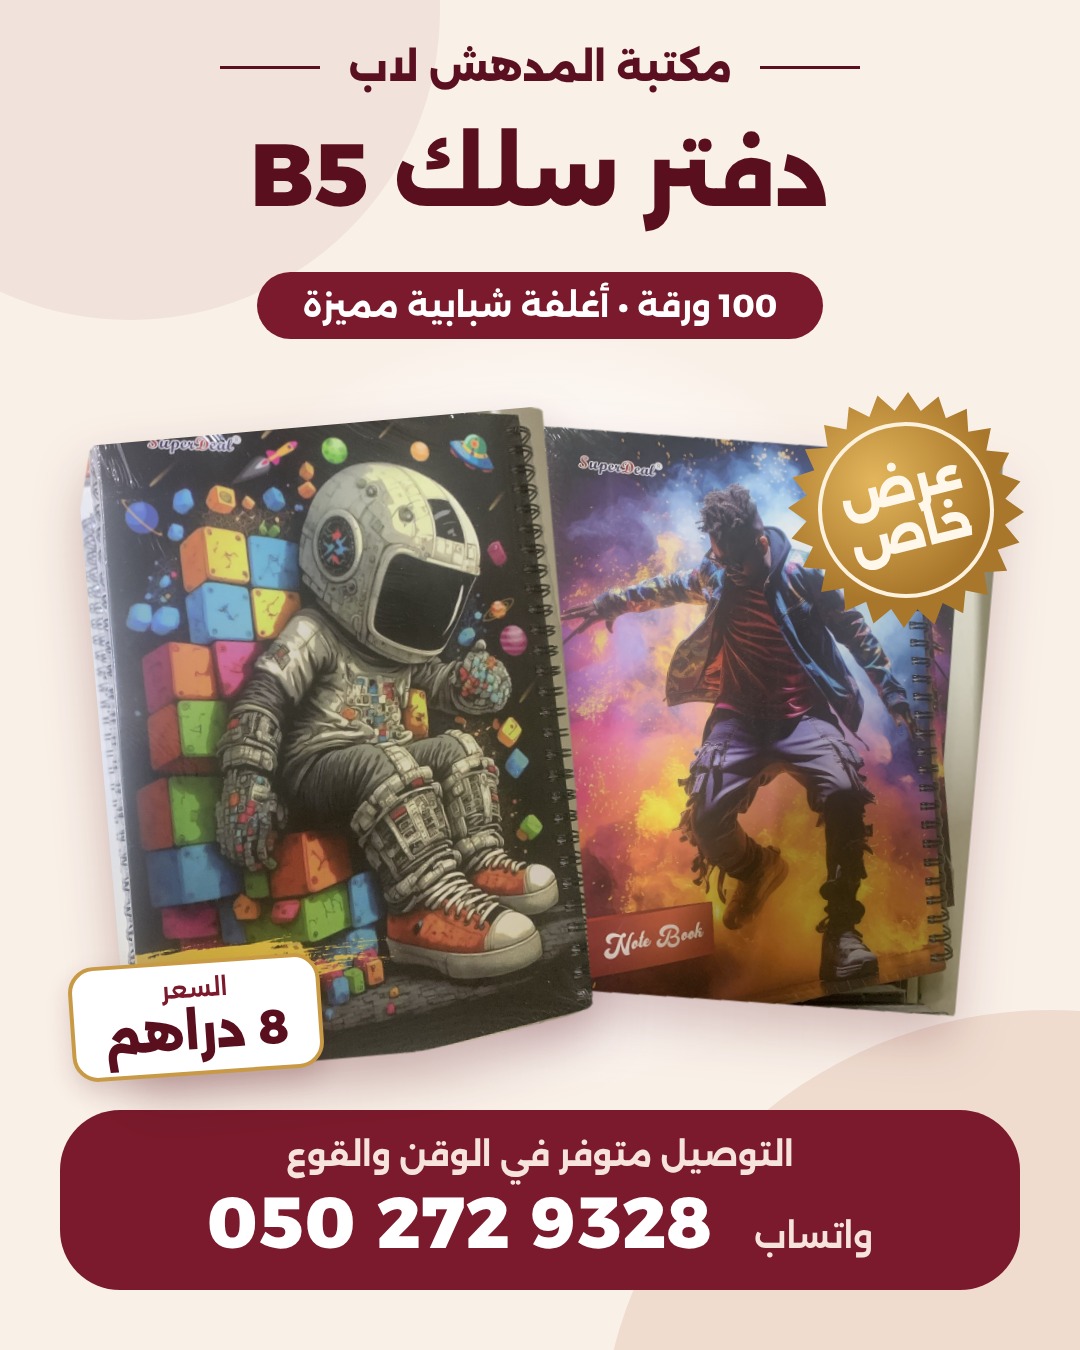 مكتبة المدهش لاب
دفتر سلك B5
100 ورقة • أغلفة شبابية مميزة
SuperDeal®
SuperDeal®
عرض
خاص
Note Book
السعر
8 دراهم
التوصيل متوفر في الوقن والقوع
واتساب 050 272 9328